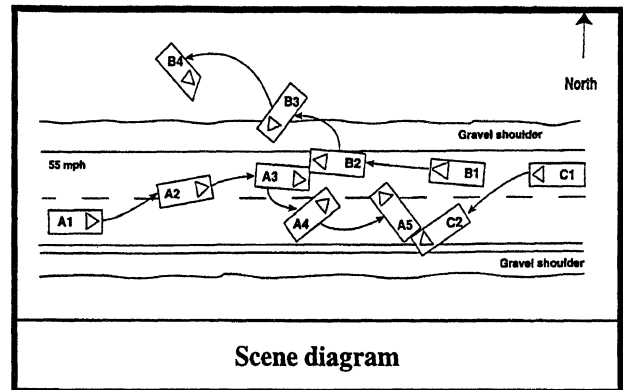 B4
North
B3
Gravel shoulder
55 mph
B2
A3
B1
C1
A2
A1
A4
A5
C2
Gravel shoulder
Scene diagram